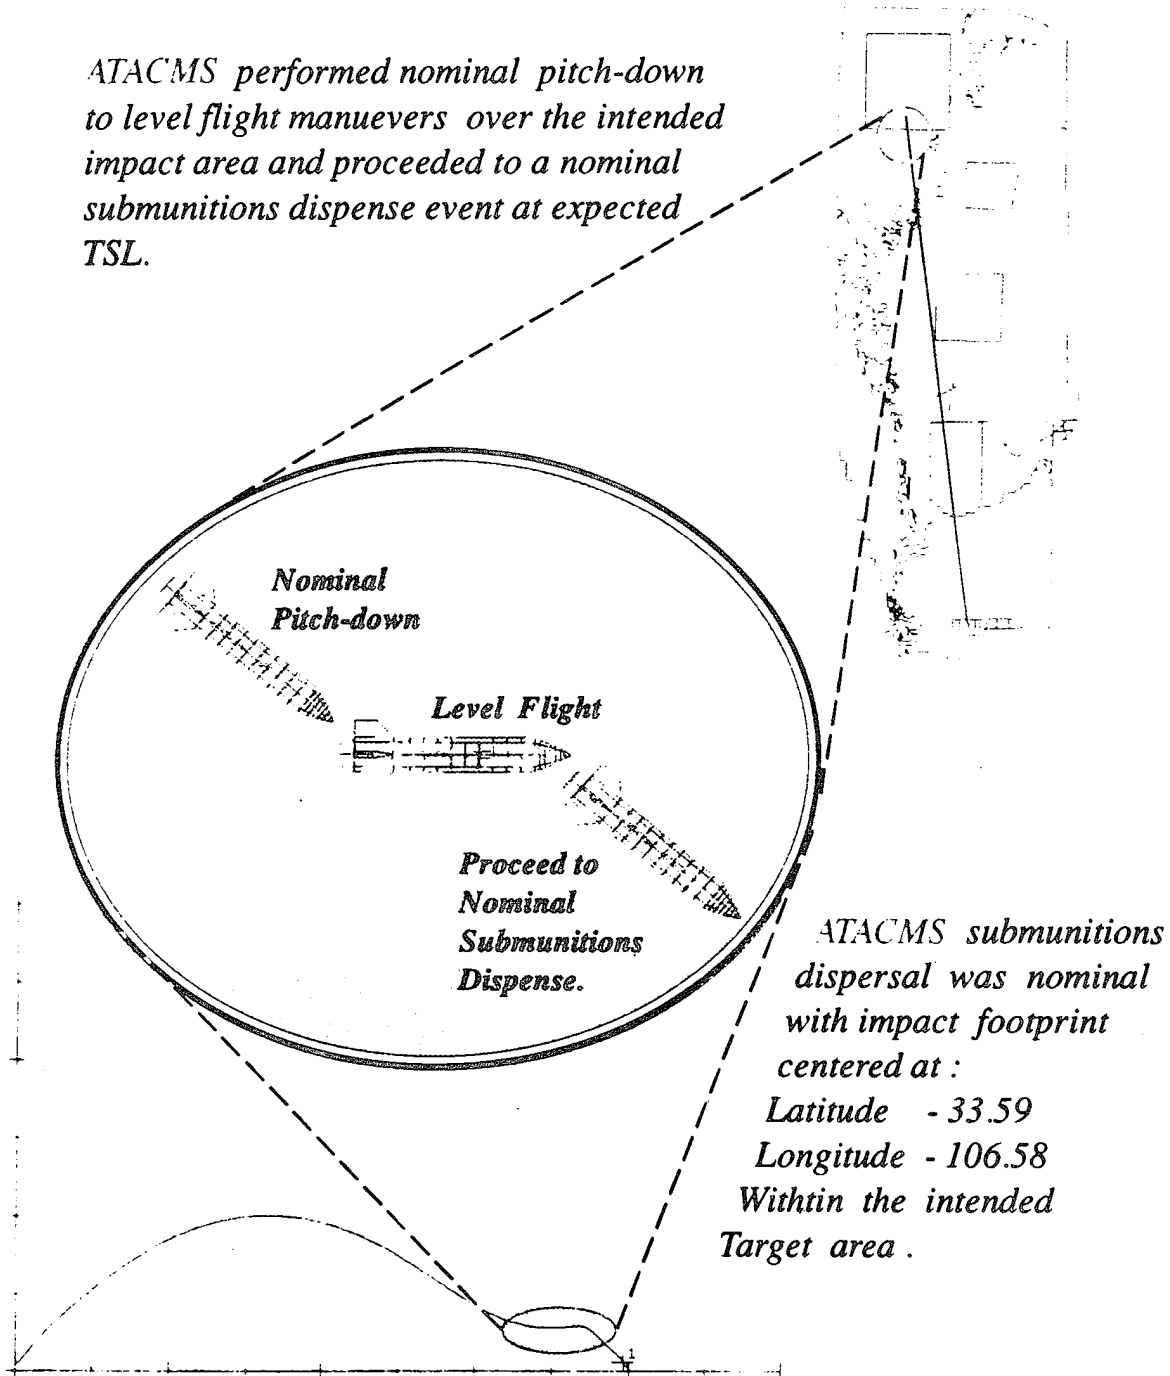 ATACMS performed nominal pitch-down
to level flight manuevers over the intended
impact area and proceeded to a nominal
submunitions dispense event at expected
TSL.
Nominal
Pitch-down
Level Flight
Proceed to
Nominal
Submunitions
Dispense.
ATACMS submunitions
dispersal was nominal
with impact footprint
centered at :
Latitude - 33.59
Longitude - 106.58
Withtin the intended
Target area .
1